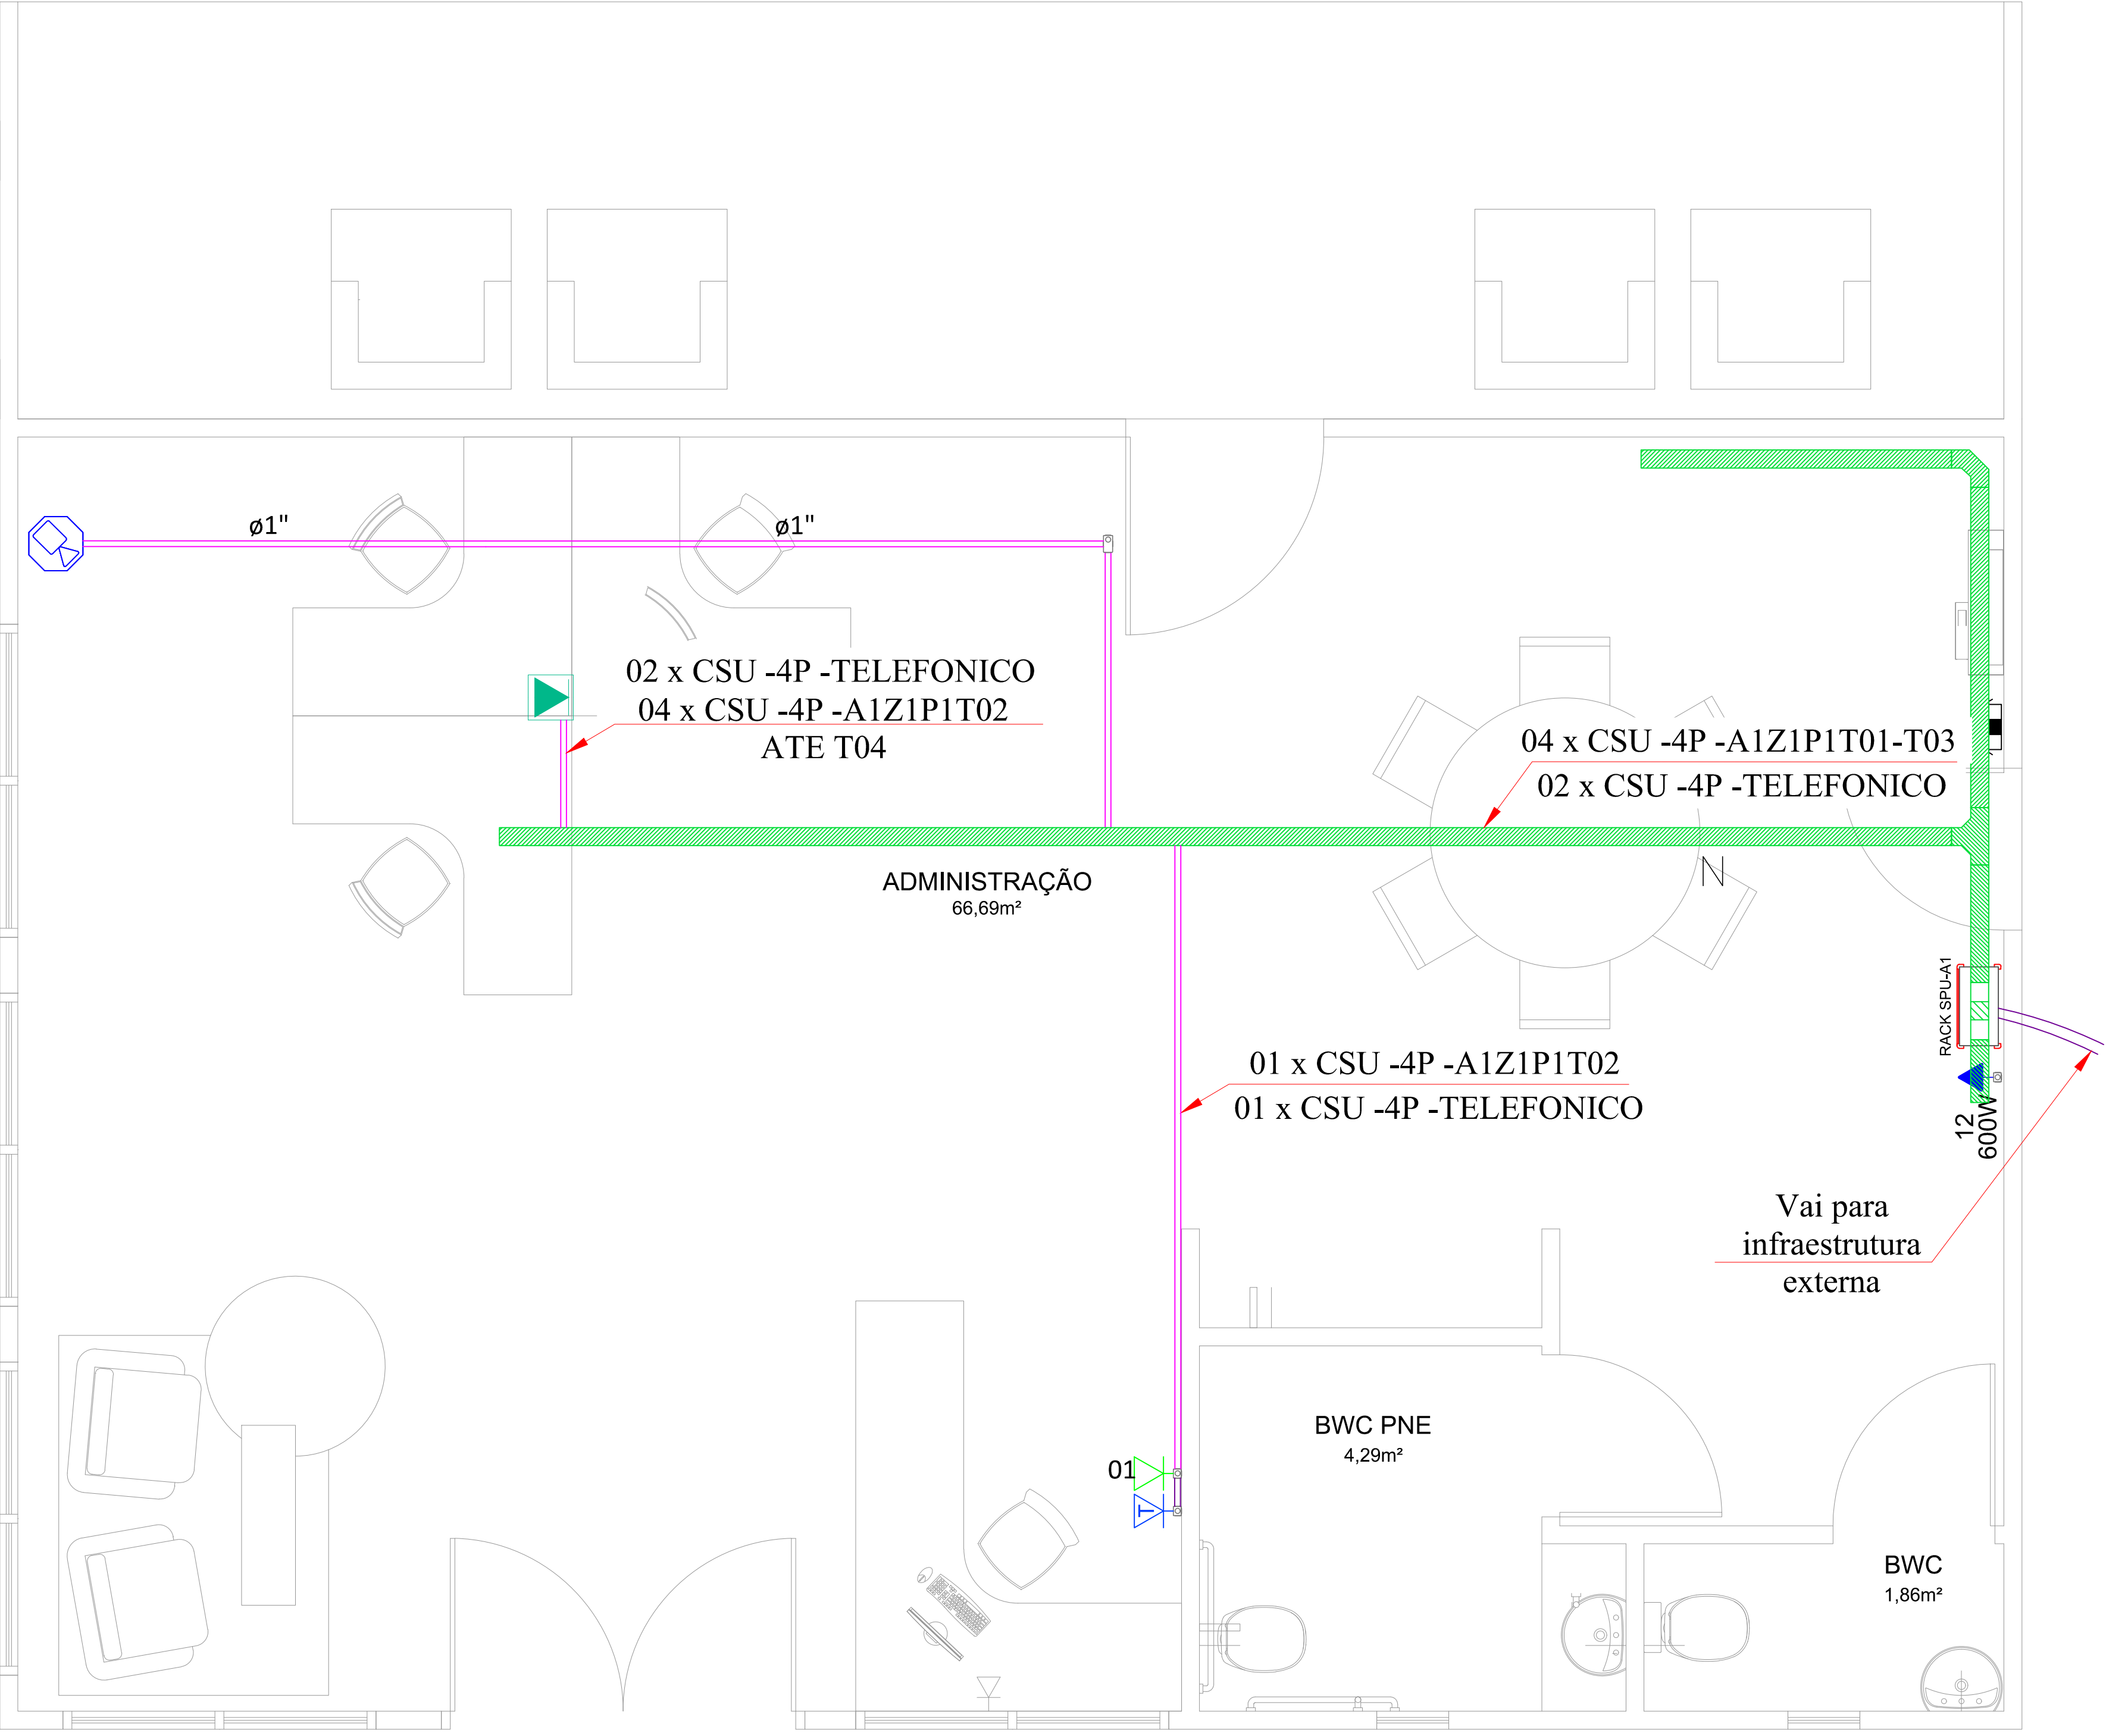 ø1" ø1"
02 x CSU -4P -TELEFONICO
04 x CSU -4P -A1Z1P1T02
ATE T04
04 x CSU -4P -A1Z1P1T01-T03
02 x CSU -4P -TELEFONICO
ADMINISTRAÇÃO
66,69m²
N
RACK SPU-A1
01 x CSU -4P -A1Z1P1T02
01 x CSU -4P -TELEFONICO
12
600W
Vai para
infraestrutura
externa
BWC PNE
4,29m²
01
T
BWC
1,86m²